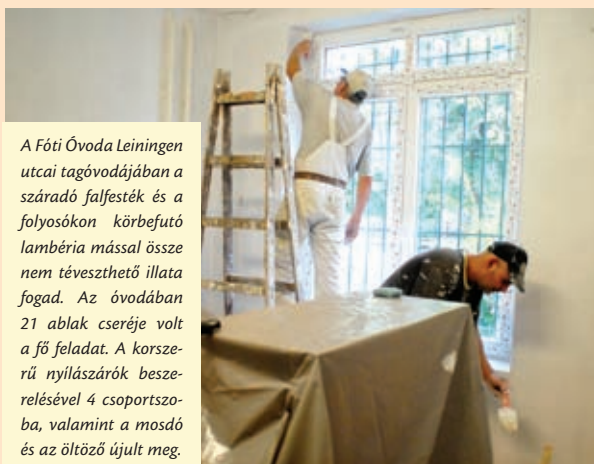 A Fóti Óvoda Leiningen
utcai tagóvodájában a
száradó falfesték és a
folyosókon körbefutó
lambéria mással össze
nem téveszthető illata
fogad. Az óvodában
21 ablak cseréje volt
a fő feladat. A korsze-
rű nyílászárók besze-
relésével 4 csoportszo-
ba, valamint a mosdó
és az öltöző újult meg.